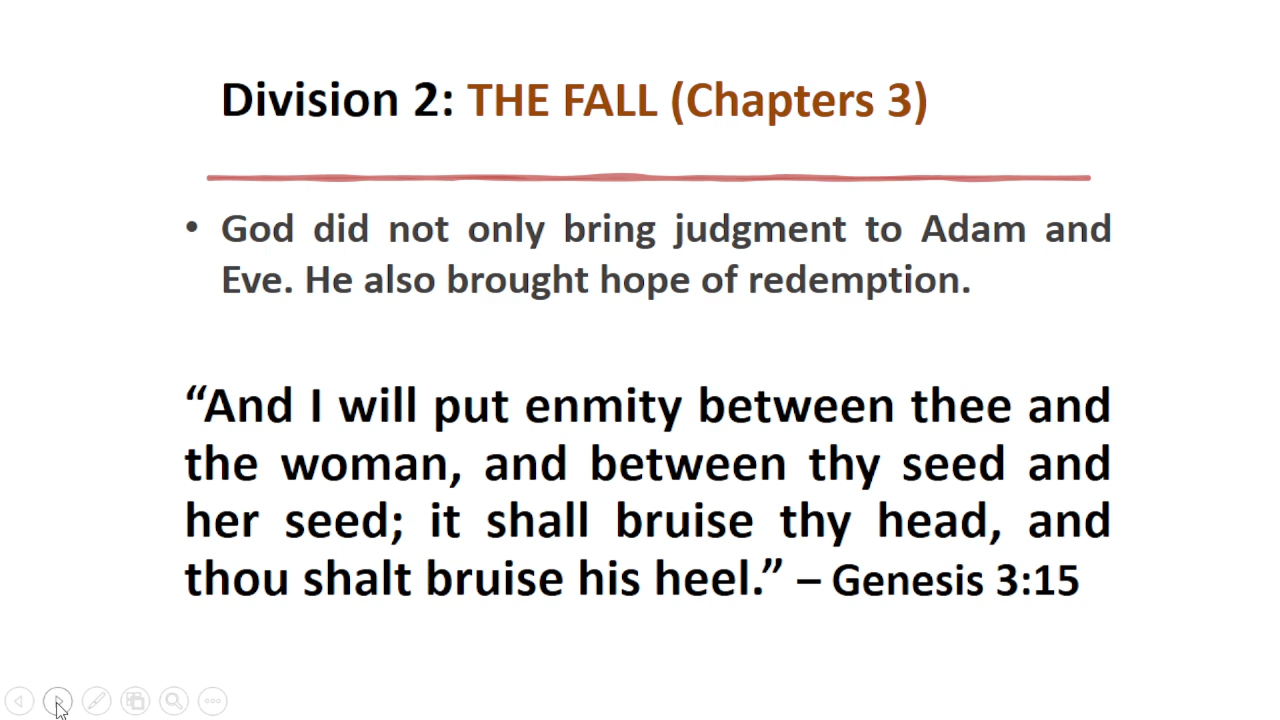 Division 2: THE FALL (Chapters 3)
• God did not only bring judgment to Adam and
Eve. He also brought hope of redemption.
“And I will put enmity between thee and
the woman, and between thy seed and
her seed; it shall bruise thy head, and
thou shalt bruise his heel.” – Genesis 3:15